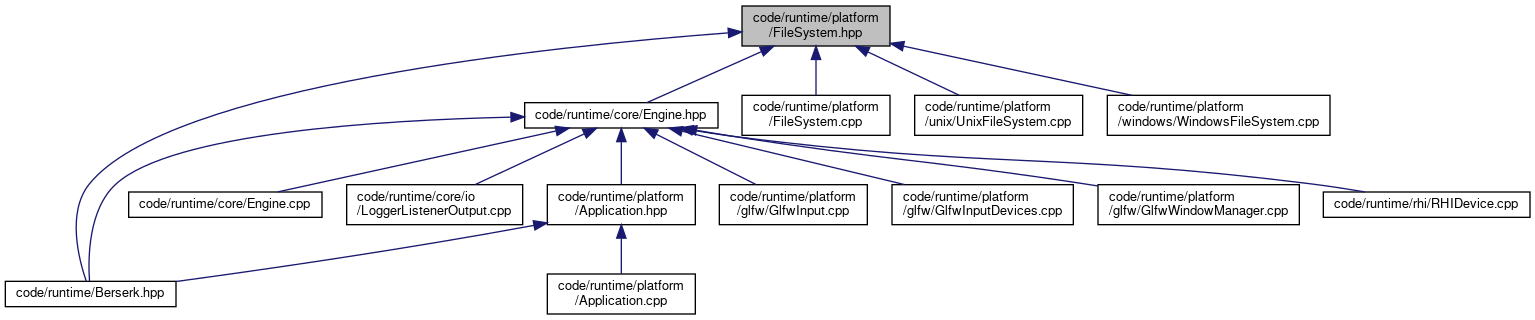 code/runtime/platform
/FileSystem.hpp
code/runtime/core/Engine.hpp
code/runtime/platform
/FileSystem.cpp
code/runtime/platform
/unix/UnixFileSystem.cpp
code/runtime/platform
/windows/WindowsFileSystem.cpp
code/runtime/core/Engine.cpp
code/runtime/core/io
/LoggerListenerOutput.cpp
code/runtime/platform
/Application.hpp
code/runtime/platform
/glfw/GlfwInput.cpp
code/runtime/platform
/glfw/GlfwInputDevices.cpp
code/runtime/platform
/glfw/GlfwWindowManager.cpp
code/runtime/rhi/RHIDevice.cpp
code/runtime/Berserk.hpp
code/runtime/platform
/Application.cpp